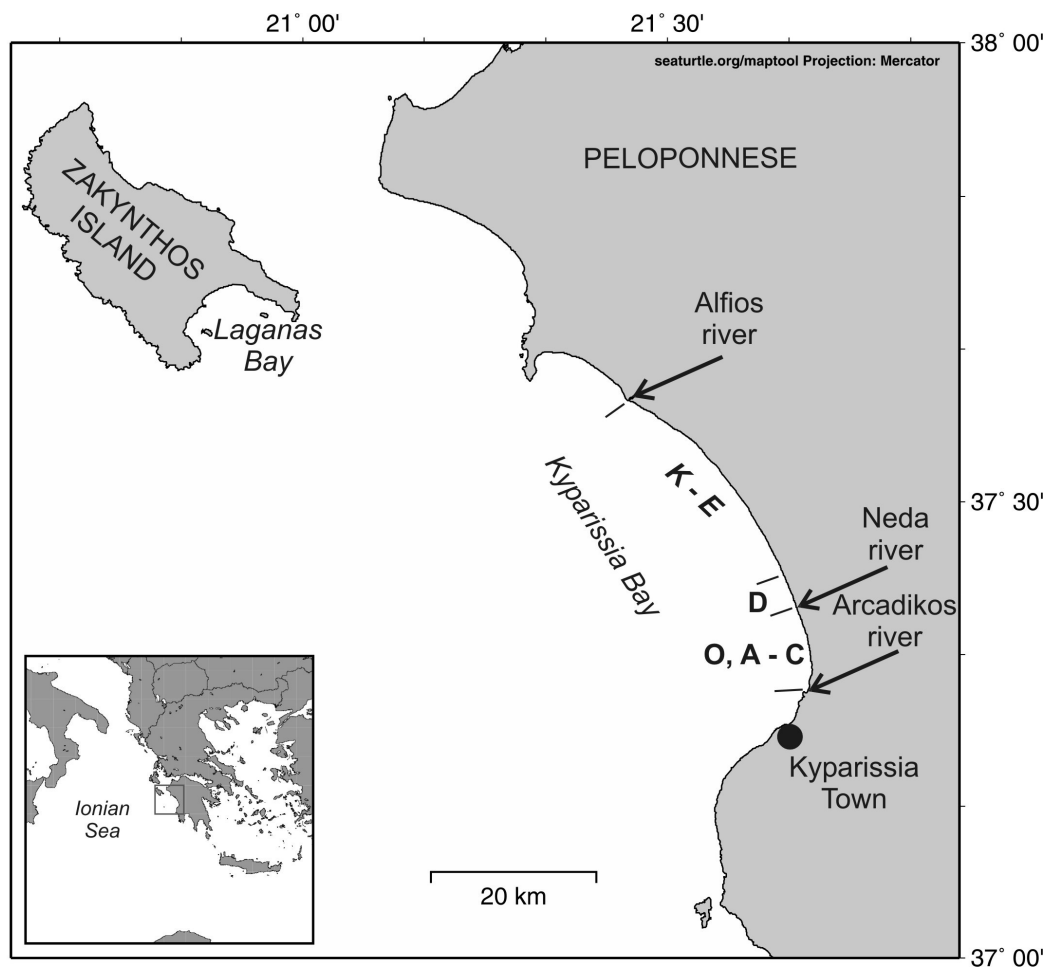 21° 00'
21° 30'
38° 00'
seaturtle.org/maptool Projection: Mercator
PELOPONNESE
ZAKYNTHOS
ISLAND
Laganas
Bay
Alfios
river
K - E
Kyparissia Bay
37° 30'
Neda
river
D
Arcadikos
river
O, A - C
Kyparissia
Town
Ionian
Sea
20 km
37° 00'